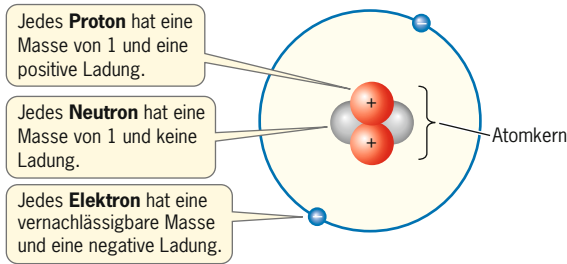 Jedes Proton hat eine
Masse von 1 und eine
positive Ladung.
Jedes Neutron hat eine
Masse von 1 und keine
Ladung.
Jedes Elektron hat eine
vernachlässigbare Masse
und eine negative Ladung.
–
+
+
–
Atomkern